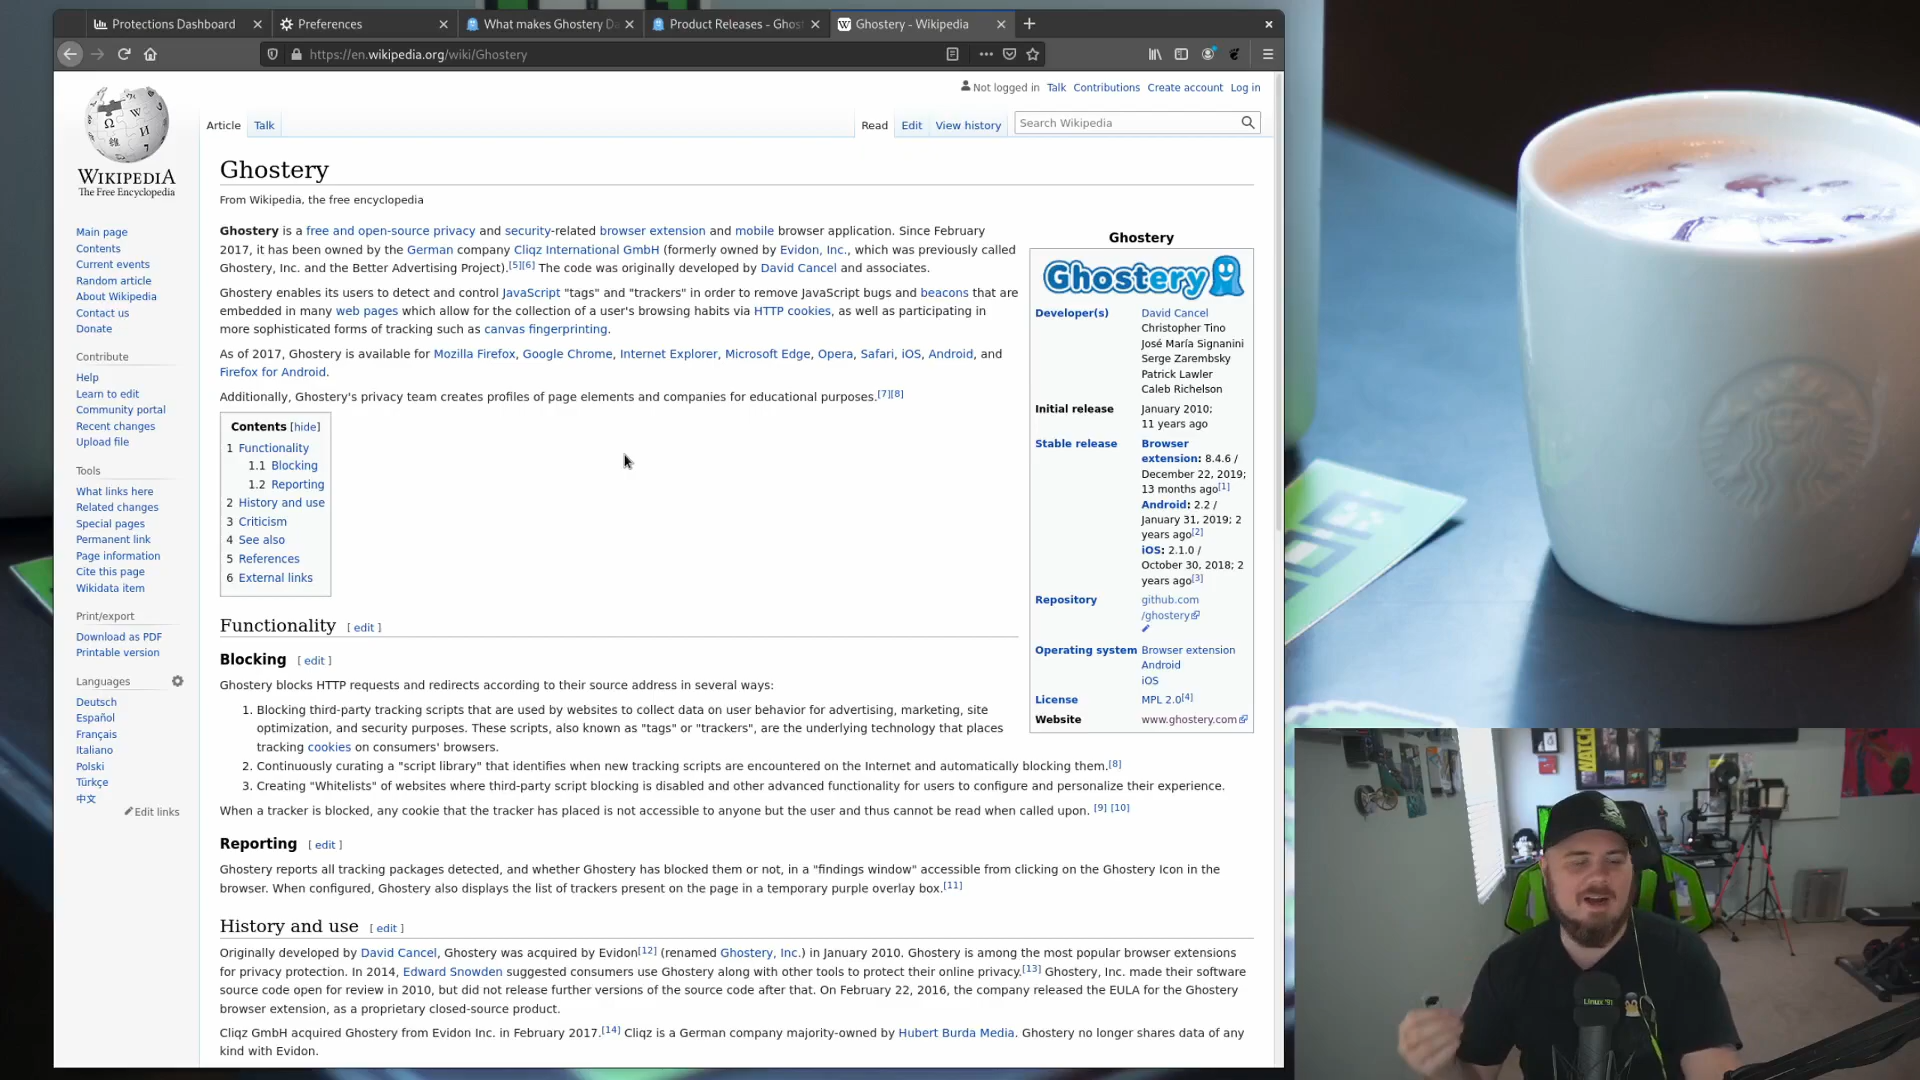 Protections Dashboard
Preferences
What makes Ghostery Da
Product Releases - Ghost
Ghostery - Wikipedia
https://en.wikipedia.org/wiki/Ghostery
Not logged in Talk Contributions Create account Log in
Article Talk
Read Edit View history
Search Wikipedia
WIKIPEDIA
The Free Encyclopedia
Main page
Contents
Current events
Random article
About Wikipedia
Contact us
Donate
Contribute
Help
Learn to edit
Community portal
Recent changes
Upload file
Tools
What links here
Related changes
Special pages
Permanent link
Page information
Cite this page
Wikidata item
Print/export
Download as PDF
Printable version
Languages
Deutsch
Español
Français
Italiano
Polski
Türkçe
中文
Edit links
Ghostery
From Wikipedia, the free encyclopedia
Ghostery is a free and open-source privacy and security-related browser extension and mobile browser application. Since February
2017, it has been owned by the German company Cliqz International GmbH (formerly owned by Evidon, Inc., which was previously called
Ghostery, Inc. and the Better Advertising Project).[5][6] The code was originally developed by David Cancel and associates.
Ghostery enables its users to detect and control JavaScript "tags" and "trackers" in order to remove JavaScript bugs and beacons that are
embedded in many web pages which allow for the collection of a user's browsing habits via HTTP cookies, as well as participating in
more sophisticated forms of tracking such as canvas fingerprinting.
As of 2017, Ghostery is available for Mozilla Firefox, Google Chrome, Internet Explorer, Microsoft Edge, Opera, Safari, iOS, Android, and
Firefox for Android.
Additionally, Ghostery's privacy team creates profiles of page elements and companies for educational purposes.[7][8]
Contents [hide]
1 Functionality
1.1 Blocking
1.2 Reporting
2 History and use
3 Criticism
4 See also
5 References
6 External links
Ghostery
Ghostery
Developer(s) David Cancel
Christopher Tino
José María Signanini
Serge Zarembsky
Patrick Lawler
Caleb Richelson
Initial release January 2010;
11 years ago
Stable release Browser
extension: 8.4.6 /
December 22, 2019;
13 months ago[1]
Android: 2.2 /
January 31, 2019; 2
years ago[2]
iOS: 2.1.0 /
October 30, 2018; 2
years ago[3]
Repository github.com
/ghostery
Operating system Browser extension
Android
iOS
License MPL 2.0[4]
Website www.ghostery.com
Functionality [ edit ]
Blocking [ edit ]
Ghostery blocks HTTP requests and redirects according to their source address in several ways:
1. Blocking third-party tracking scripts that are used by websites to collect data on user behavior for advertising, marketing, site
optimization, and security purposes. These scripts, also known as "tags" or "trackers", are the underlying technology that places
tracking cookies on consumers' browsers.
2. Continuously curating a "script library" that identifies when new tracking scripts are encountered on the Internet and automatically blocking them.[8]
3. Creating "Whitelists" of websites where third-party script blocking is disabled and other advanced functionality for users to configure and personalize their experience.
When a tracker is blocked, any cookie that the tracker has placed is not accessible to anyone but the user and thus cannot be read when called upon. [9] [10]
Reporting [ edit ]
Ghostery reports all tracking packages detected, and whether Ghostery has blocked them or not, in a "findings window" accessible from clicking on the Ghostery Icon in the
browser. When configured, Ghostery also displays the list of trackers present on the page in a temporary purple overlay box.[11]
History and use [ edit ]
Originally developed by David Cancel, Ghostery was acquired by Evidon[12] (renamed Ghostery, Inc.) in January 2010. Ghostery is among the most popular browser extensions
for privacy protection. In 2014, Edward Snowden suggested consumers use Ghostery along with other tools to protect their online privacy.[13] Ghostery, Inc. made their software
source code open for review in 2010, but did not release further versions of the source code after that. On February 22, 2016, the company released the EULA for the Ghostery
browser extension, as a proprietary closed-source product.
Cliqz GmbH acquired Ghostery from Evidon Inc. in February 2017.[14] Cliqz is a German company majority-owned by Hubert Burda Media. Ghostery no longer shares data of any
kind with Evidon.